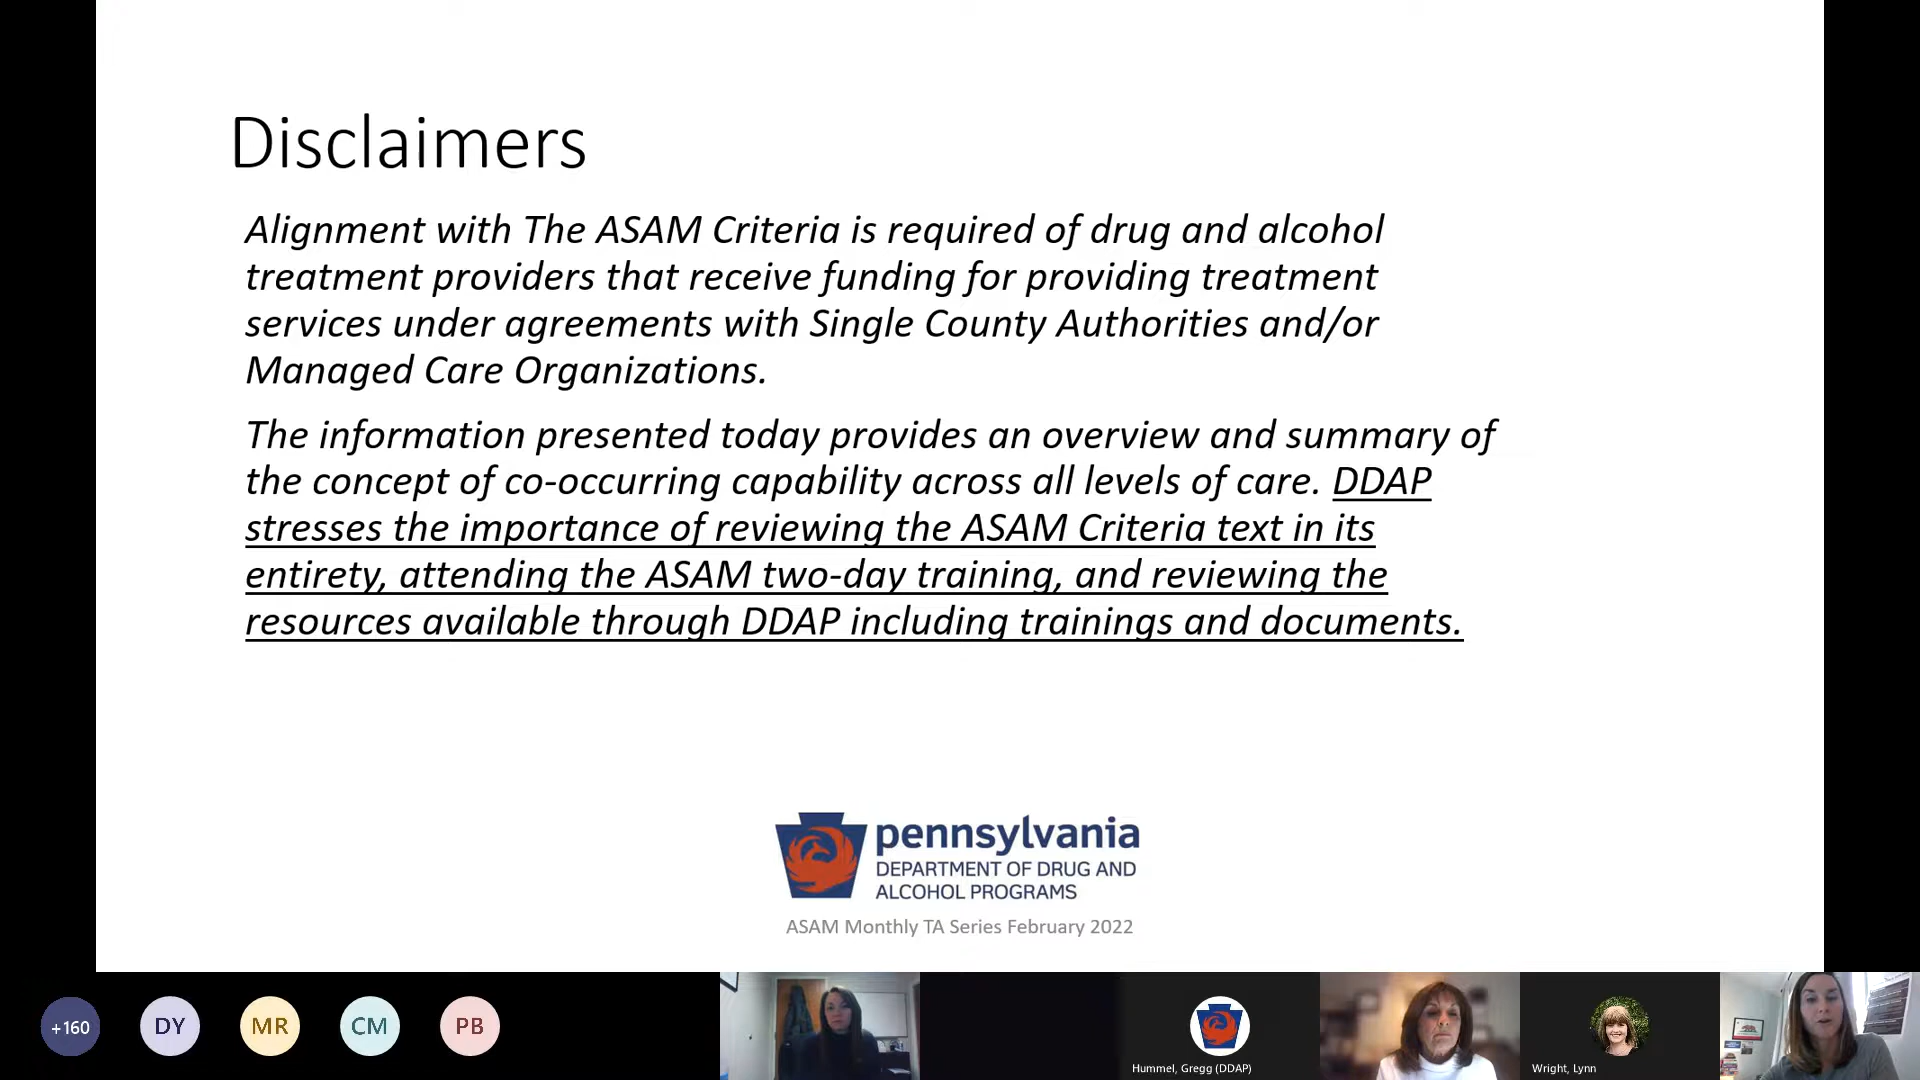 Disclaimers
Alignment with The ASAM Criteria is required of drug and alcohol
treatment providers that receive funding for providing treatment
services under agreements with Single County Authorities and/or
Managed Care Organizations.
The information presented today provides an overview and summary of
the concept of co-occurring capability across all levels of care. DDAP
stresses the importance of reviewing the ASAM Criteria text in its
entirety, attending the ASAM two-day training, and reviewing the
resources available through DDAP including trainings and documents.
pennsylvania
DEPARTMENT OF DRUG AND
ALCOHOL PROGRAMS
ASAM Monthly TA Series February 2022
+160
DY
MR
CM
PB
Hummel, Gregg (DDAP)
Wright, Lynn